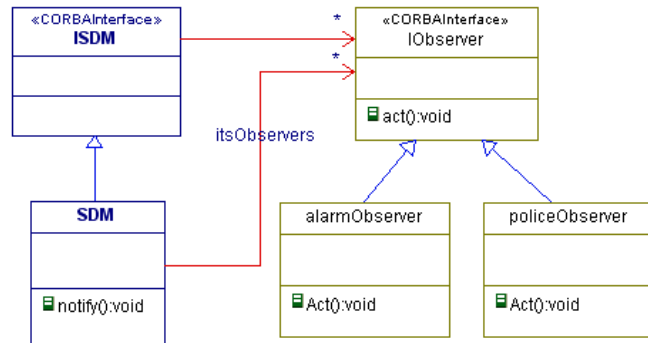 «CORBAInterface»
ISDM
*
«CORBAInterface»
IObserver
*
act():void
itsObservers
SDM
notify():void
alarmObserver
Act():void
policeObserver
Act():void